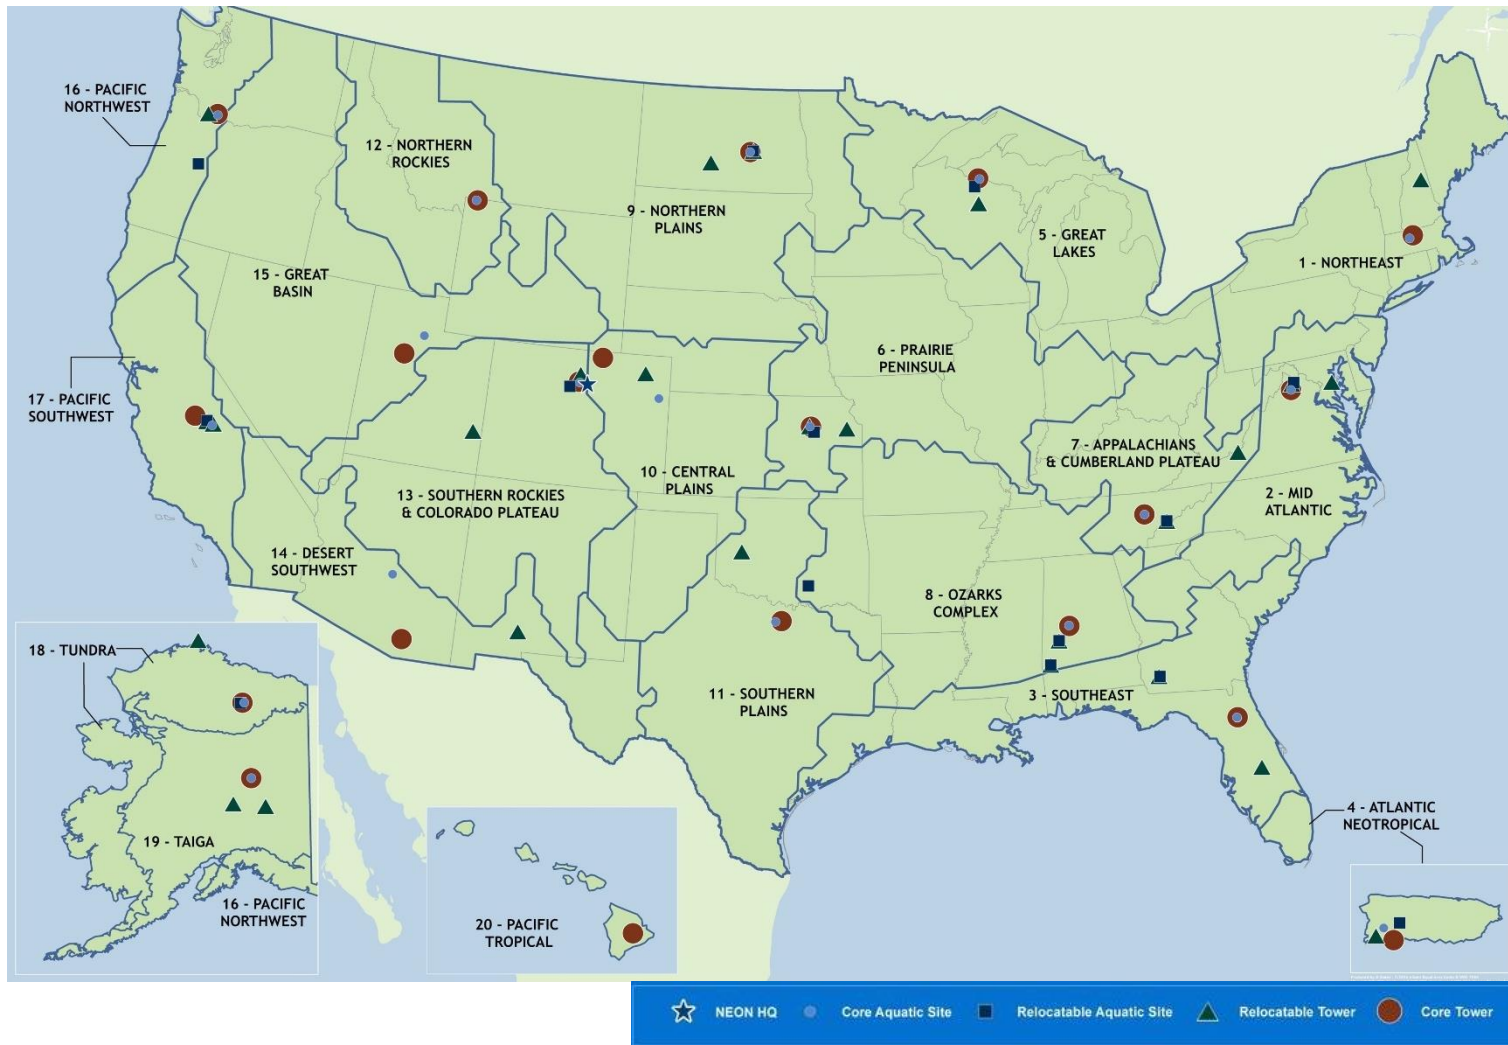 16 - PACIFIC
NORTHWEST
12 - NORTHERN
ROCKIES
9 - NORTHERN
PLAINS
5 - GREAT
LAKES
1 - NORTHEAST
15 - GREAT
BASIN
6 - PRAIRIE
PENINSULA
17 - PACIFIC
SOUTHWEST
7 - APPALACHIANS
& CUMBERLAND PLATEAU
10 - CENTRAL
PLAINS
13 - SOUTHERN ROCKIES
& COLORADO PLATEAU
2 - MID
ATLANTIC
14 - DESERT
SOUTHWEST
8 - OZARKS
COMPLEX
18 - TUNDRA
11 - SOUTHERN
PLAINS
3 - SOUTHEAST
4 - ATLANTIC
NEOTROPICAL
19 - TAIGA
16 - PACIFIC
NORTHWEST
20 - PACIFIC
TROPICAL
NEON HQ
Core Aquatic Site
Relocatable Aquatic Site
Relocatable Tower
Core Tower